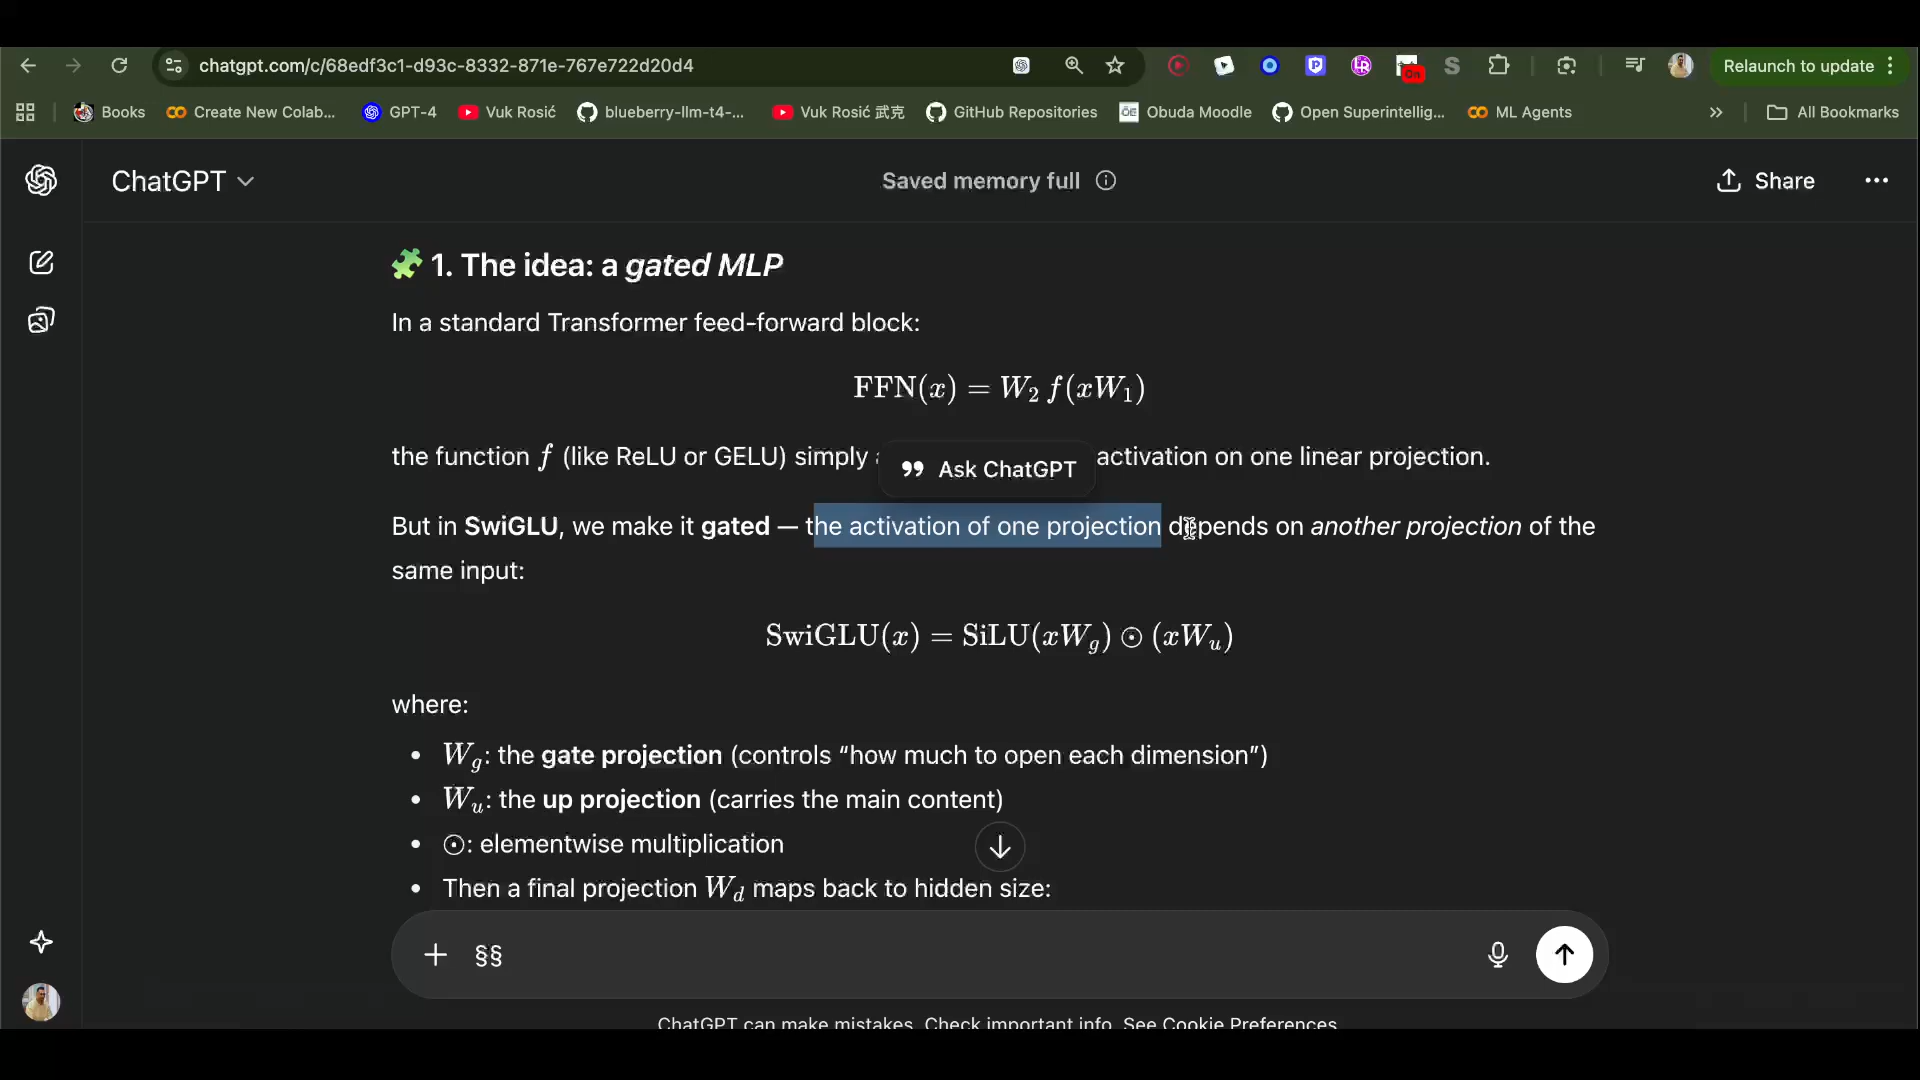 chatgpt.com/c/68edf3c1-d93c-8332-871e-767e722d20d4
On
Relaunch to update
Books
Create New Colab...
GPT-4
Vuk Rosić
blueberry-llm-t4-...
Vuk Rosić 武克
GitHub Repositories
Obuda Moodle
Open Superintellig...
ML Agents
»
All Bookmarks
ChatGPT
Saved memory full
Share
1. The idea: a gated MLP
In a standard Transformer feed-forward block:
FFN(x) = W₂ f(xW₁)
the function f (like ReLU or GELU) simply
activation on one linear projection.
Ask ChatGPT
But in SwiGLU, we make it gated — the activation of one projection depends on another projection of the
same input:
SwiGLU(x) = SiLU(xW_g) ⊙ (xW_u)
where:
• W_g: the gate projection (controls “how much to open each dimension”)
• W_u: the up projection (carries the main content)
• ⊙: elementwise multiplication
• Then a final projection W_d maps back to hidden size:
§§
ChatGPT can make mistakes. Check important info. See Cookie Preferences.